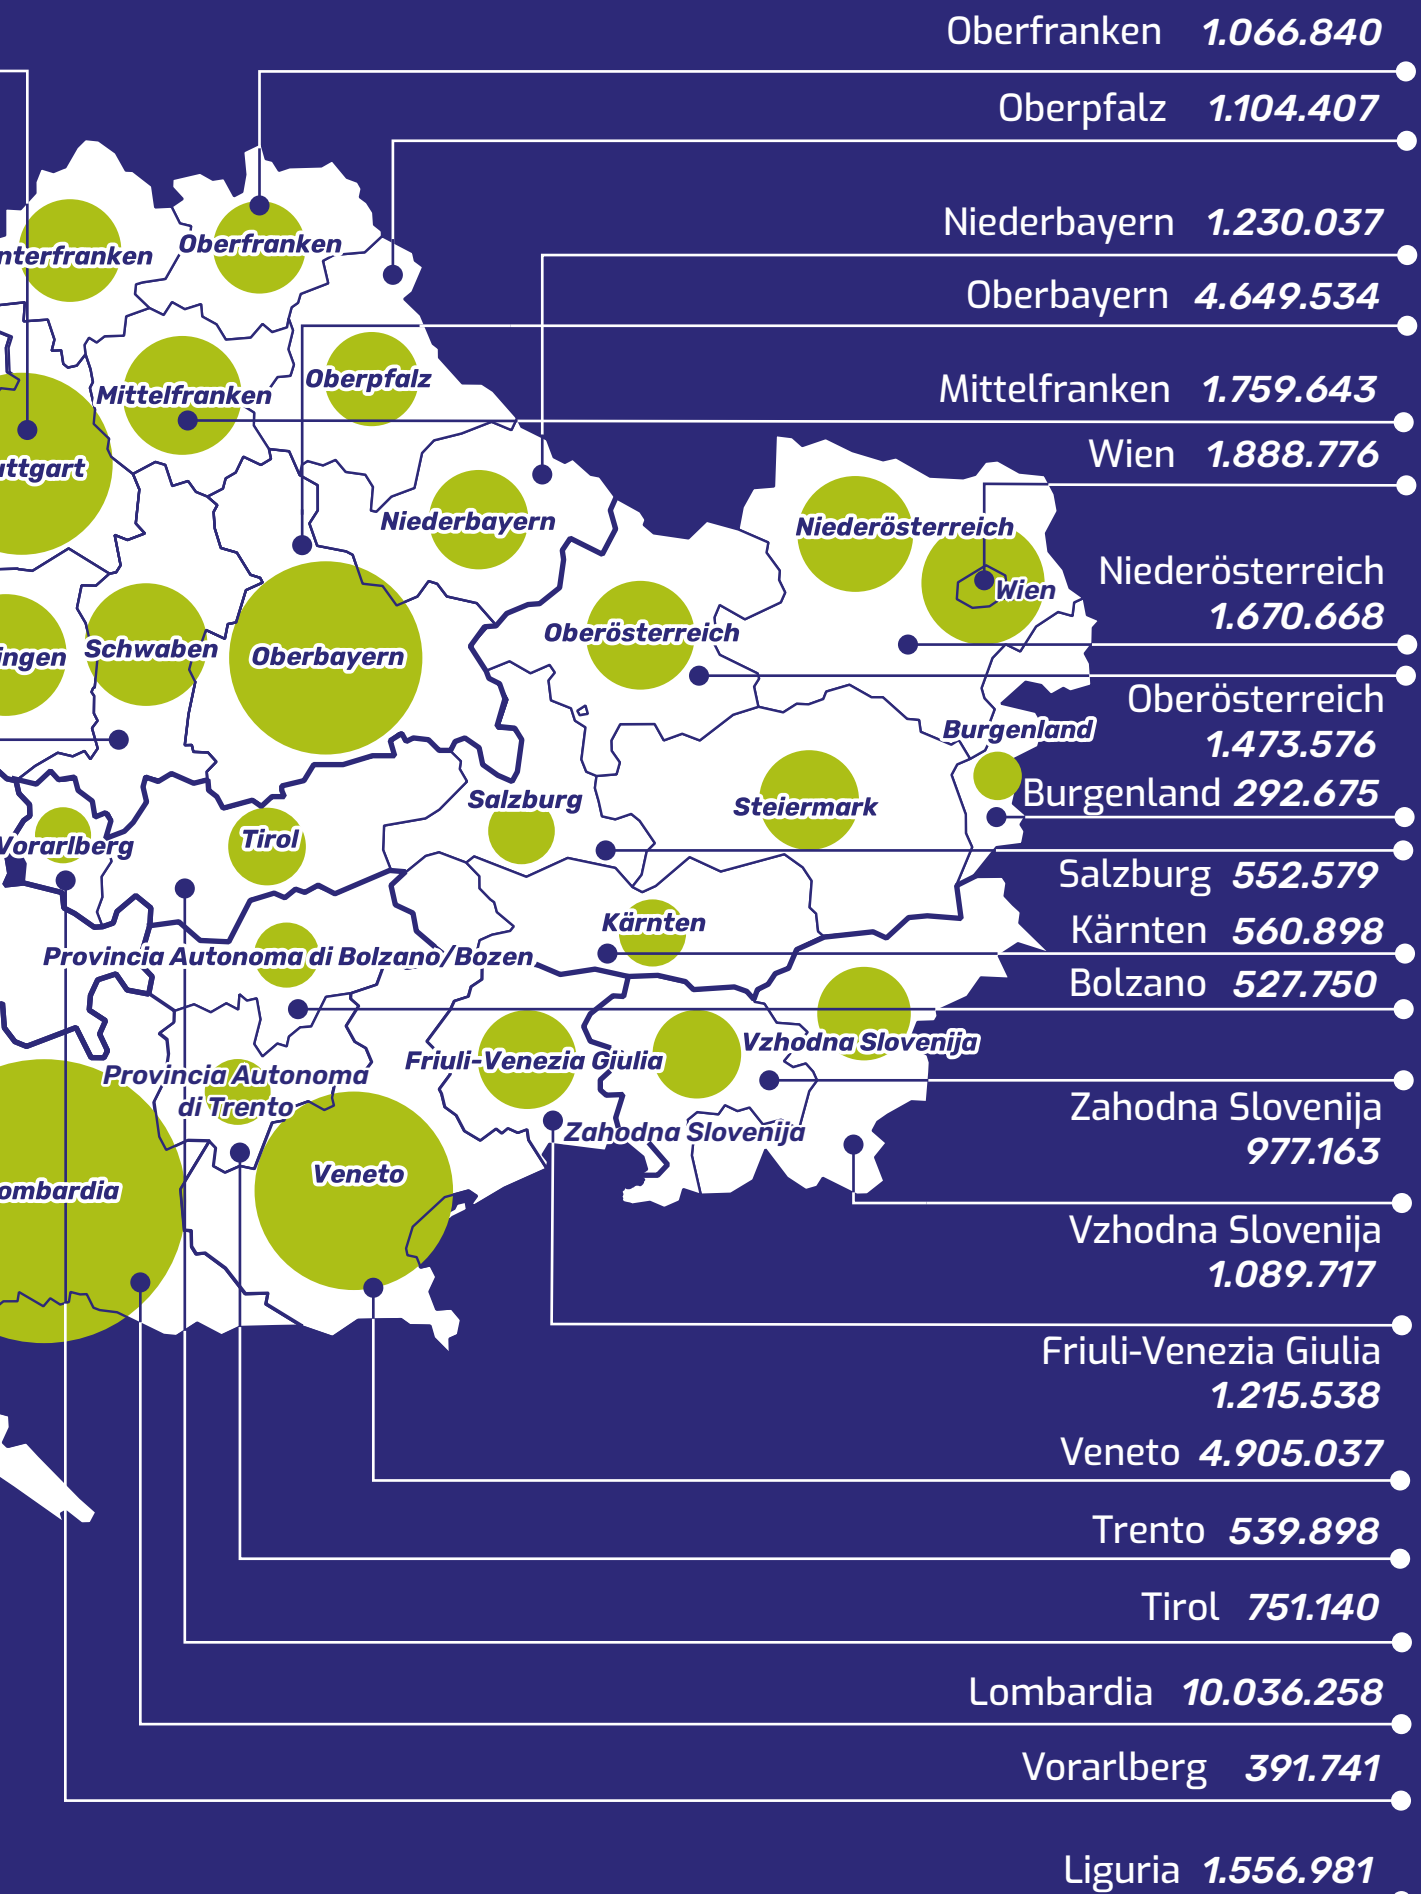 Oberfranken 1.066.840
Oberpfalz 1.104.407
Niederbayern 1.230.037
Oberbayern 4.649.534
Mittelfranken 1.759.643
Wien 1.888.776
Niederösterreich
1.670.668
Oberösterreich
1.473.576
Burgenland 292.675
Salzburg 552.579
Kärnten 560.898
Bolzano 527.750
Zahodna Slovenija
977.163
Vzhodna Slovenija
1.089.717
Friuli-Venezia Giulia
1.215.538
Veneto 4.905.037
Trento 539.898
Tirol 751.140
Lombardia 10.036.258
Vorarlberg 391.741
Liguria 1.556.981
nterfranken
Oberfranken
Mittelfranken
Oberpfalz
uttgart
Niederbayern
Niederösterreich
Wien
Oberösterreich
ingen
Schwaben
Oberbayern
Burgenland
Salzburg
Steiermark
Vorarlberg
Tirol
Kärnten
Provincia Autonoma di Bolzano/Bozen
Vzhodna Slovenija
Friuli-Venezia Giulia
Provincia Autonoma
di Trento
Zahodna Slovenija
Veneto
ombardia